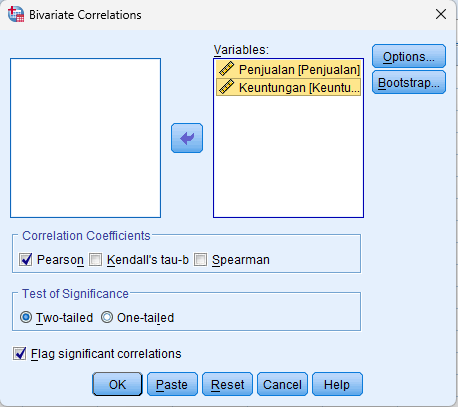 Bivariate Correlations
Variables:
Penjualan [Penjualan]
Keuntungan [Keuntu...
Options...
Bootstrap...
Correlation Coefficients
Pearson Kendall's tau-b Spearman
Test of Significance
Two-tailed One-tailed
Flag significant correlations
OK Paste Reset Cancel Help